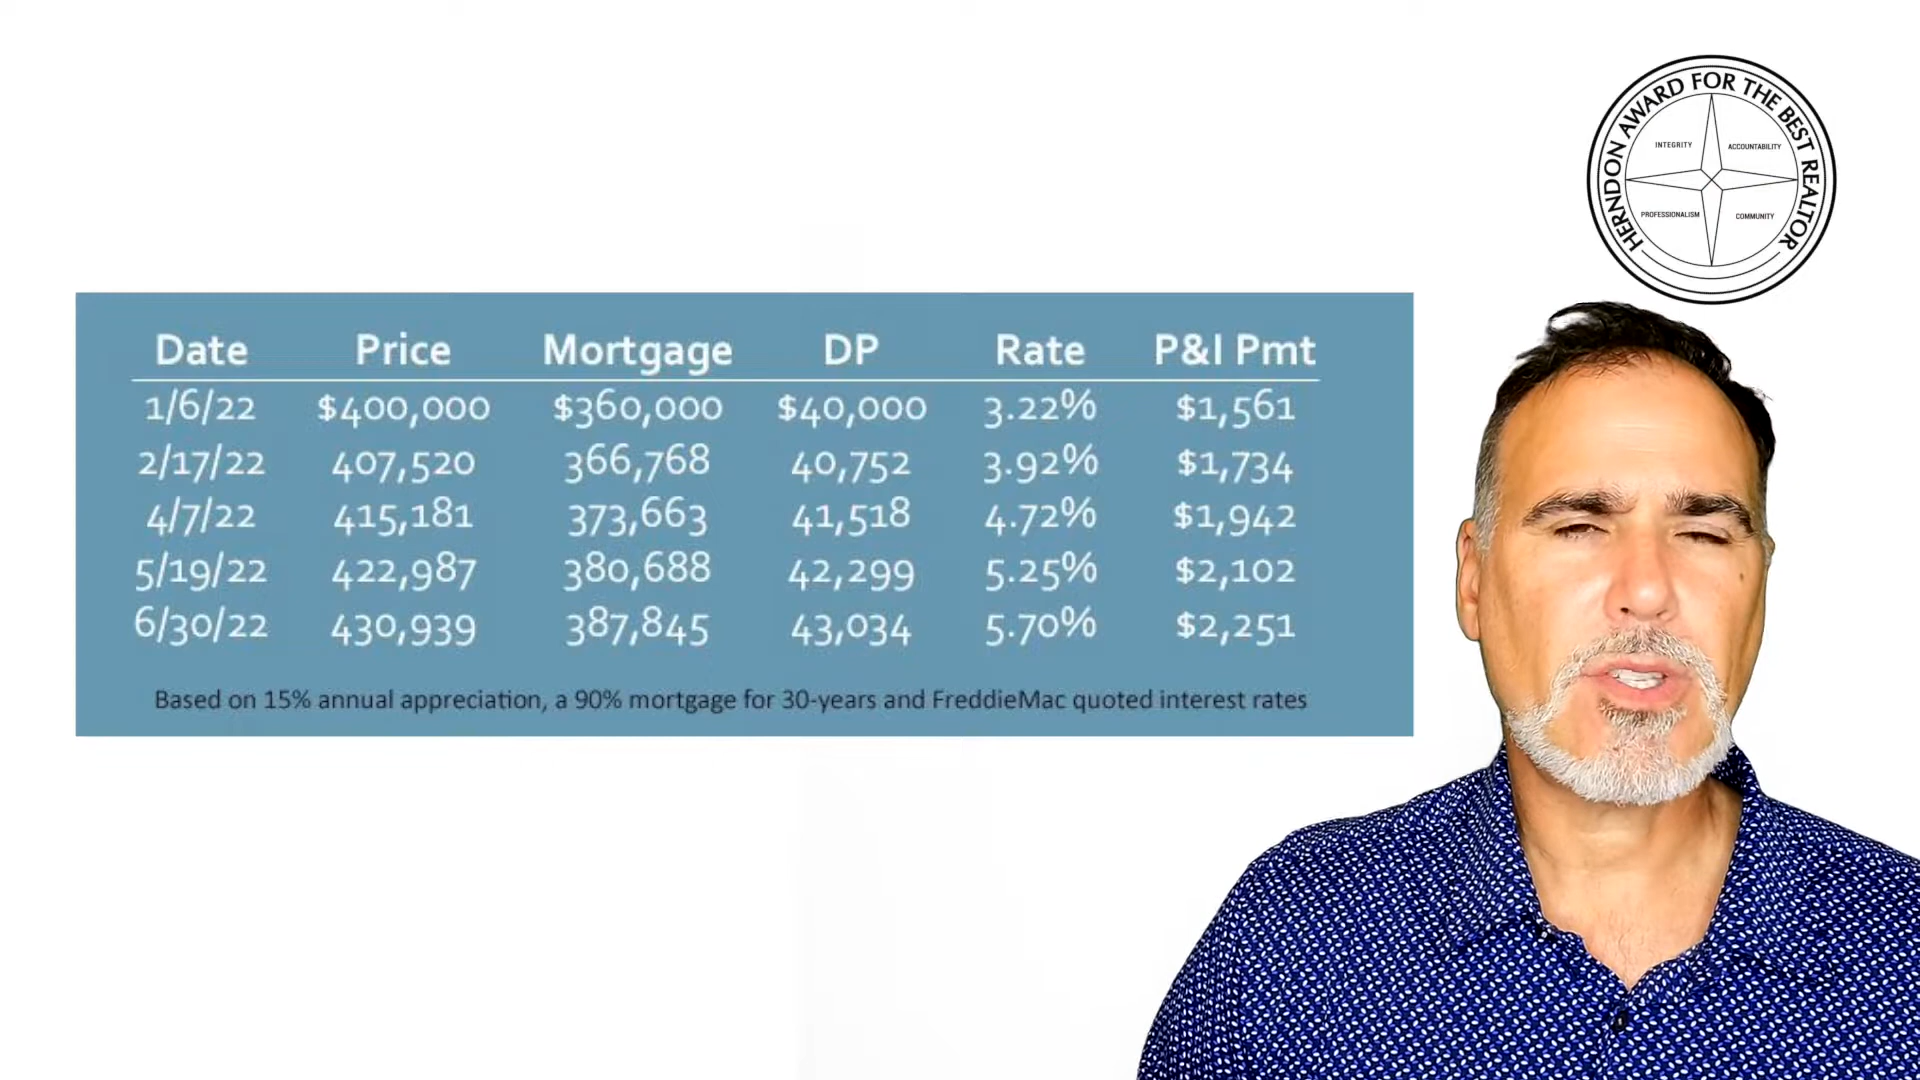 HERNDON AWARD FOR THE BEST REALTOR
INTEGRITY
ACCOUNTABILITY
PROFESSIONALISM
COMMUNITY
Date Price Mortgage DP Rate P&I Pmt
1/6/22 $400,000 $360,000 $40,000 3.22% $1,561
2/17/22 407,520 366,768 40,752 3.92% $1,734
4/7/22 415,181 373,663 41,518 4.72% $1,942
5/19/22 422,987 380,688 42,299 5.25% $2,102
6/30/22 430,939 387,845 43,034 5.70% $2,251
Based on 15% annual appreciation, a 90% mortgage for 30-years and FreddieMac quoted interest rates